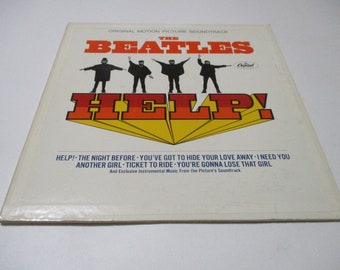 ORIGINAL MOTION PICTURE SOUNDTRACK
THE
BEATLES
Capitol
HELP!
HELP! · THE NIGHT BEFORE · YOU'VE GOT TO HIDE YOUR LOVE AWAY · I NEED YOU
ANOTHER GIRL · TICKET TO RIDE · YOU'RE GONNA LOSE THAT GIRL
And Exclusive Instrumental Music From the Picture's Soundtrack